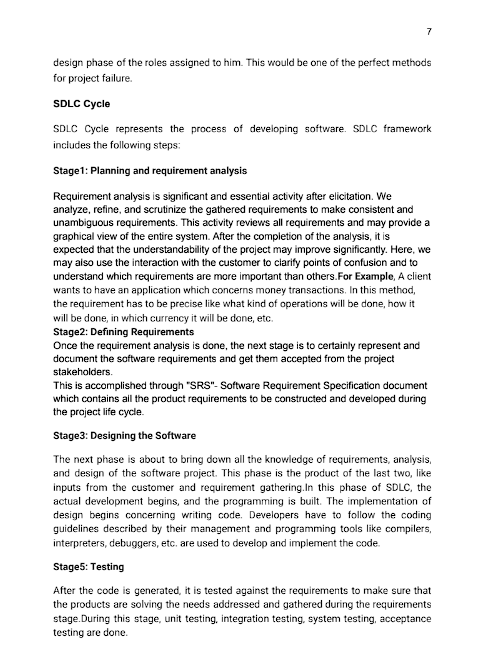 7
design phase of the roles assigned to him. This would be one of the perfect methods
for project failure.
SDLC Cycle
SDLC Cycle represents the process of developing software. SDLC framework
includes the following steps:
Stage1: Planning and requirement analysis
Requirement analysis is significant and essential activity after elicitation. We
analyze, refine, and scrutinize the gathered requirements to make consistent and
unambiguous requirements. This activity reviews all requirements and may provide a
graphical view of the entire system. After the completion of the analysis, it is
expected that the understandability of the project may improve significantly. Here, we
may also use the interaction with the customer to clarify points of confusion and to
understand which requirements are more important than others.For Example, A client
wants to have an application which concerns money transactions. In this method,
the requirement has to be precise like what kind of operations will be done, how it
will be done, in which currency it will be done, etc.
Stage2: Defining Requirements
Once the requirement analysis is done, the next stage is to certainly represent and
document the software requirements and get them accepted from the project
stakeholders.
This is accomplished through "SRS"- Software Requirement Specification document
which contains all the product requirements to be constructed and developed during
the project life cycle.
Stage3: Designing the Software
The next phase is about to bring down all the knowledge of requirements, analysis,
and design of the software project. This phase is the product of the last two, like
inputs from the customer and requirement gathering.In this phase of SDLC, the
actual development begins, and the programming is built. The implementation of
design begins concerning writing code. Developers have to follow the coding
guidelines described by their management and programming tools like compilers,
interpreters, debuggers, etc. are used to develop and implement the code.
Stage5: Testing
After the code is generated, it is tested against the requirements to make sure that
the products are solving the needs addressed and gathered during the requirements
stage.During this stage, unit testing, integration testing, system testing, acceptance
testing are done.